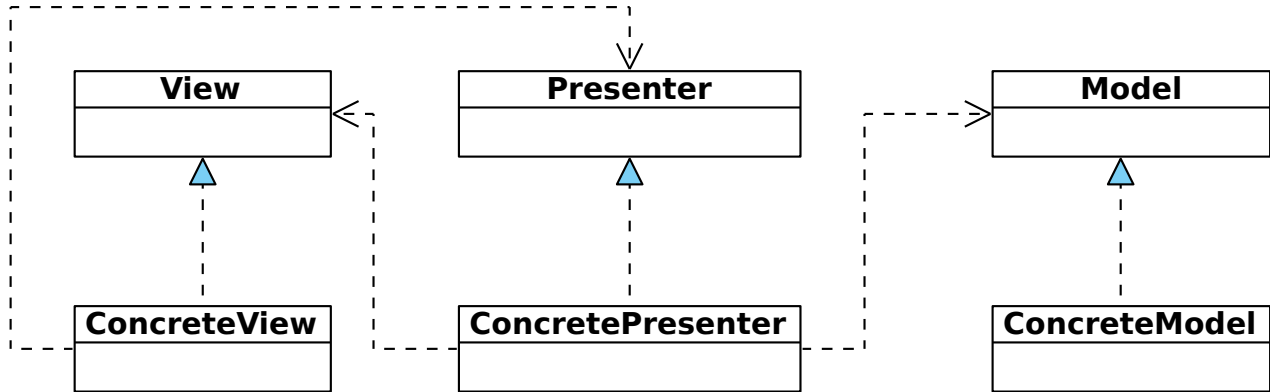 View
Presenter
Model
ConcreteView
ConcretePresenter
ConcreteModel